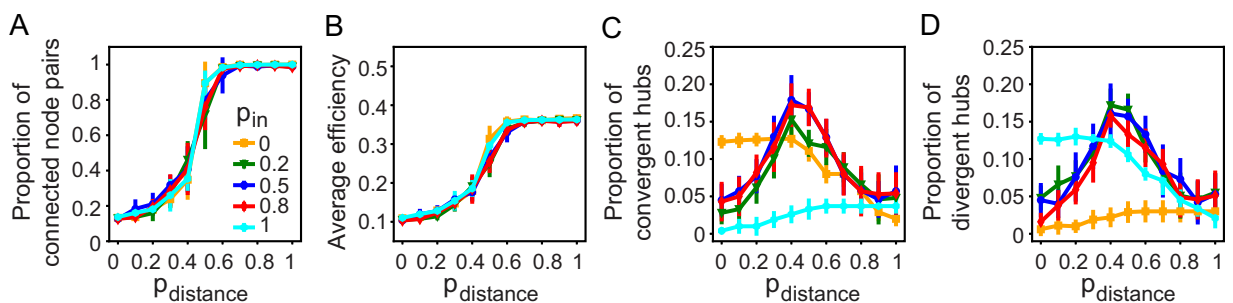 A
Proportion of
connected node pairs
1
0.8
0.6
0.4
0.2
0
p_in
0
0.2
0.5
0.8
1
0 0.2 0.4 0.6 0.8 1
p_distance
B
Average efficiency
0.5
0.4
0.3
0.2
0.1
0 0.2 0.4 0.6 0.8 1
p_distance
C
Proportion of
convergent hubs
0.25
0.20
0.15
0.10
0.05
0
0 0.2 0.4 0.6 0.8 1
p_distance
D
Proportion of
divergent hubs
0.25
0.20
0.15
0.10
0.05
0
0 0.2 0.4 0.6 0.8 1
p_distance